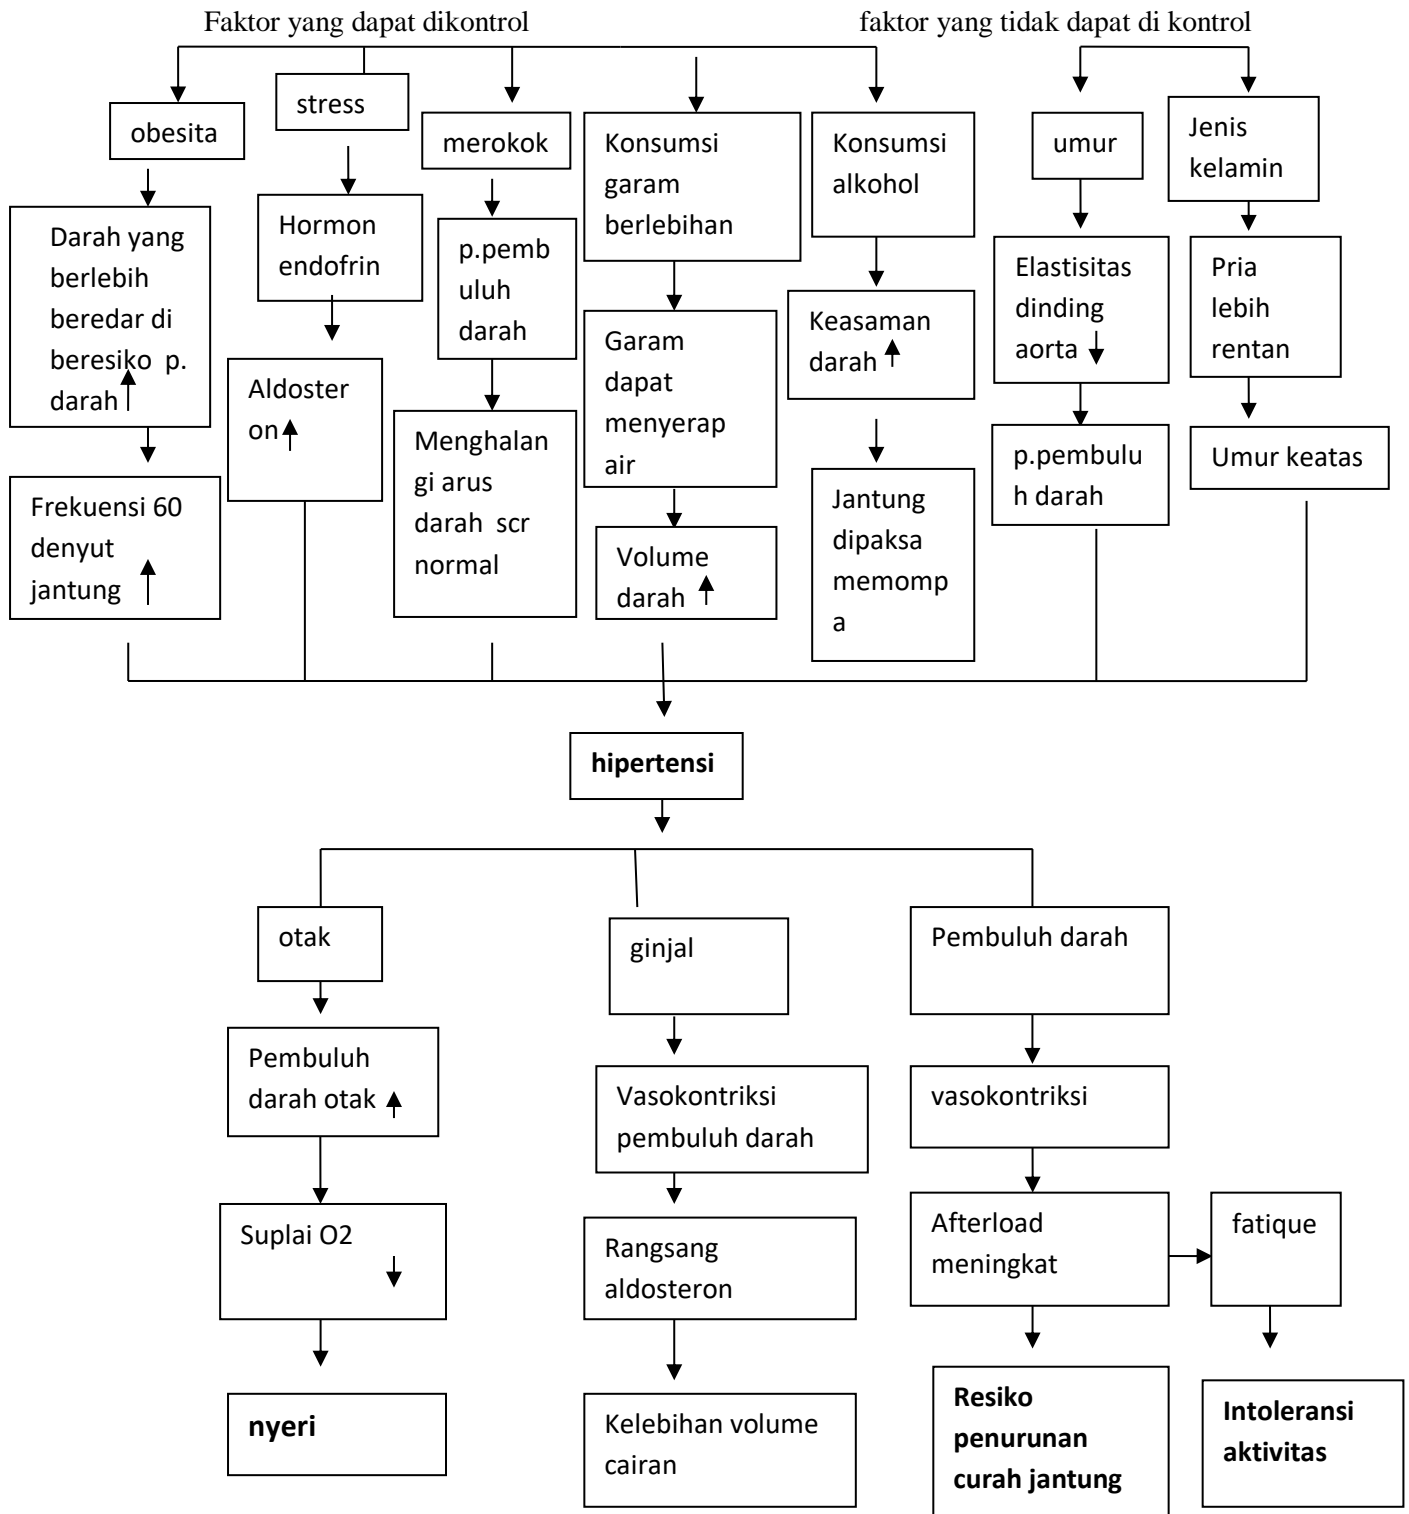 Faktor yang dapat dikontrol
faktor yang tidak dapat di kontrol
obesita
stress
merokok
Konsumsi
garam
berlebihan
Konsumsi
alkohol
umur
Jenis
kelamin
Darah yang
berlebih
beredar di
beresiko p.
darah
Hormon
endofrin
p.pemb
uluh
darah
Garam
dapat
menyerap
air
Keasaman
darah
Elastisitas
dinding
aorta
Pria
lebih
rentan
Aldoster
on
Menghalan
gi arus
darah scr
normal
Frekuensi 60
denyut
jantung
Volume
darah
Jantung
dipaksa
memomp
a
p.pembulu
h darah
Umur keatas
hipertensi
otak
ginjal
Pembuluh darah
Pembuluh
darah otak
Vasokontriksi
pembuluh darah
vasokontriksi
Suplai O2
Rangsang
aldosteron
Afterload
meningkat
fatique
nyeri
Kelebihan volume
cairan
Resiko
penurunan
curah jantung
Intoleransi
aktivitas